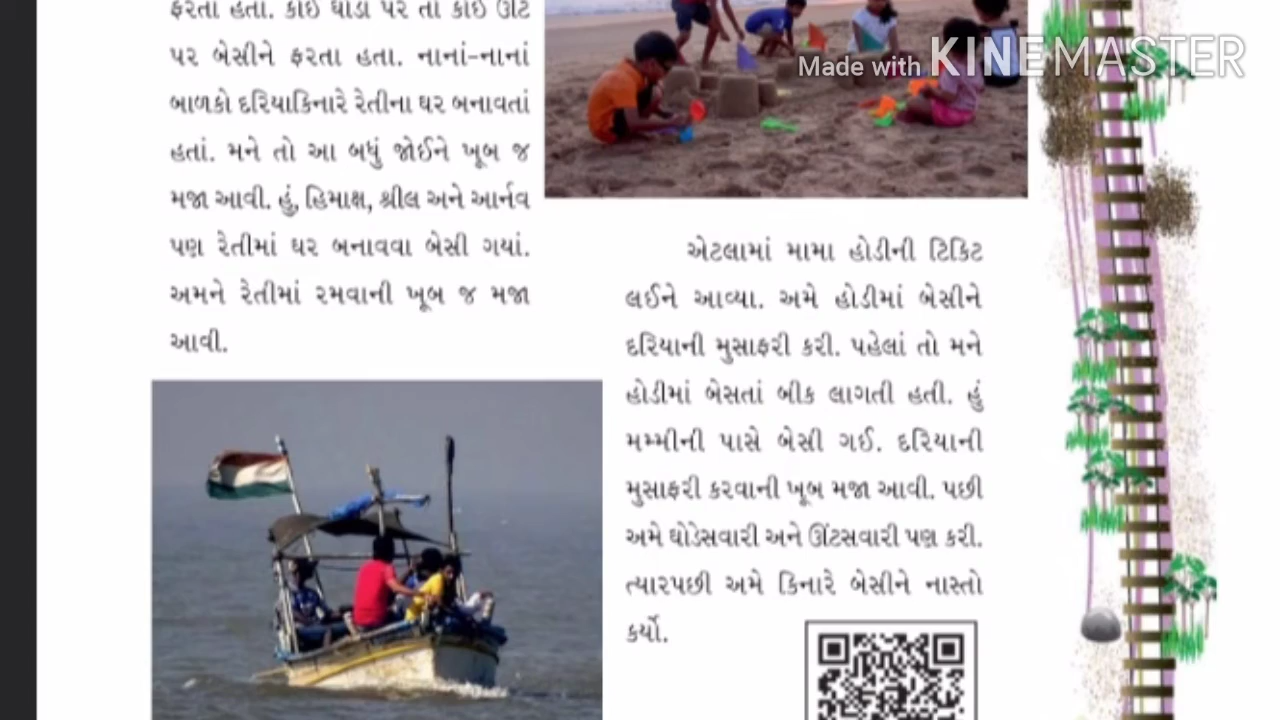 ફરતા હતા. કોઈ ઘોડા પર તો કોઈ ઊંટ
પર બેસીને ફરતા હતા. નાનાં-નાનાં
બાળકો દરિયાકિનારે રેતીના ઘર બનાવતાં
હતાં. મને તો આ બધું જોઈને ખૂબ જ
મજા આવી. હું, હિમાક્ષ, શ્રીલ અને આર્નવ
પણ રેતીમાં ઘર બનાવવા બેસી ગયાં.
અમને રેતીમાં રમવાની ખૂબ જ મજા
આવી.
Made with KINEMASTER
એટલામાં મામા હોડીની ટિકિટ
લઈને આવ્યા. અમે હોડીમાં બેસીને
દરિયાની મુસાફરી કરી. પહેલાં તો મને
હોડીમાં બેસતાં બીક લાગતી હતી. હું
મમ્મીની પાસે બેસી ગઈ. દરિયાની
મુસાફરી કરવાની ખૂબ મજા આવી. પછી
અમે ઘોડેસવારી અને ઊંટસવારી પણ કરી.
ત્યારપછી અમે કિનારે બેસીને નાસ્તો
કર્યો.